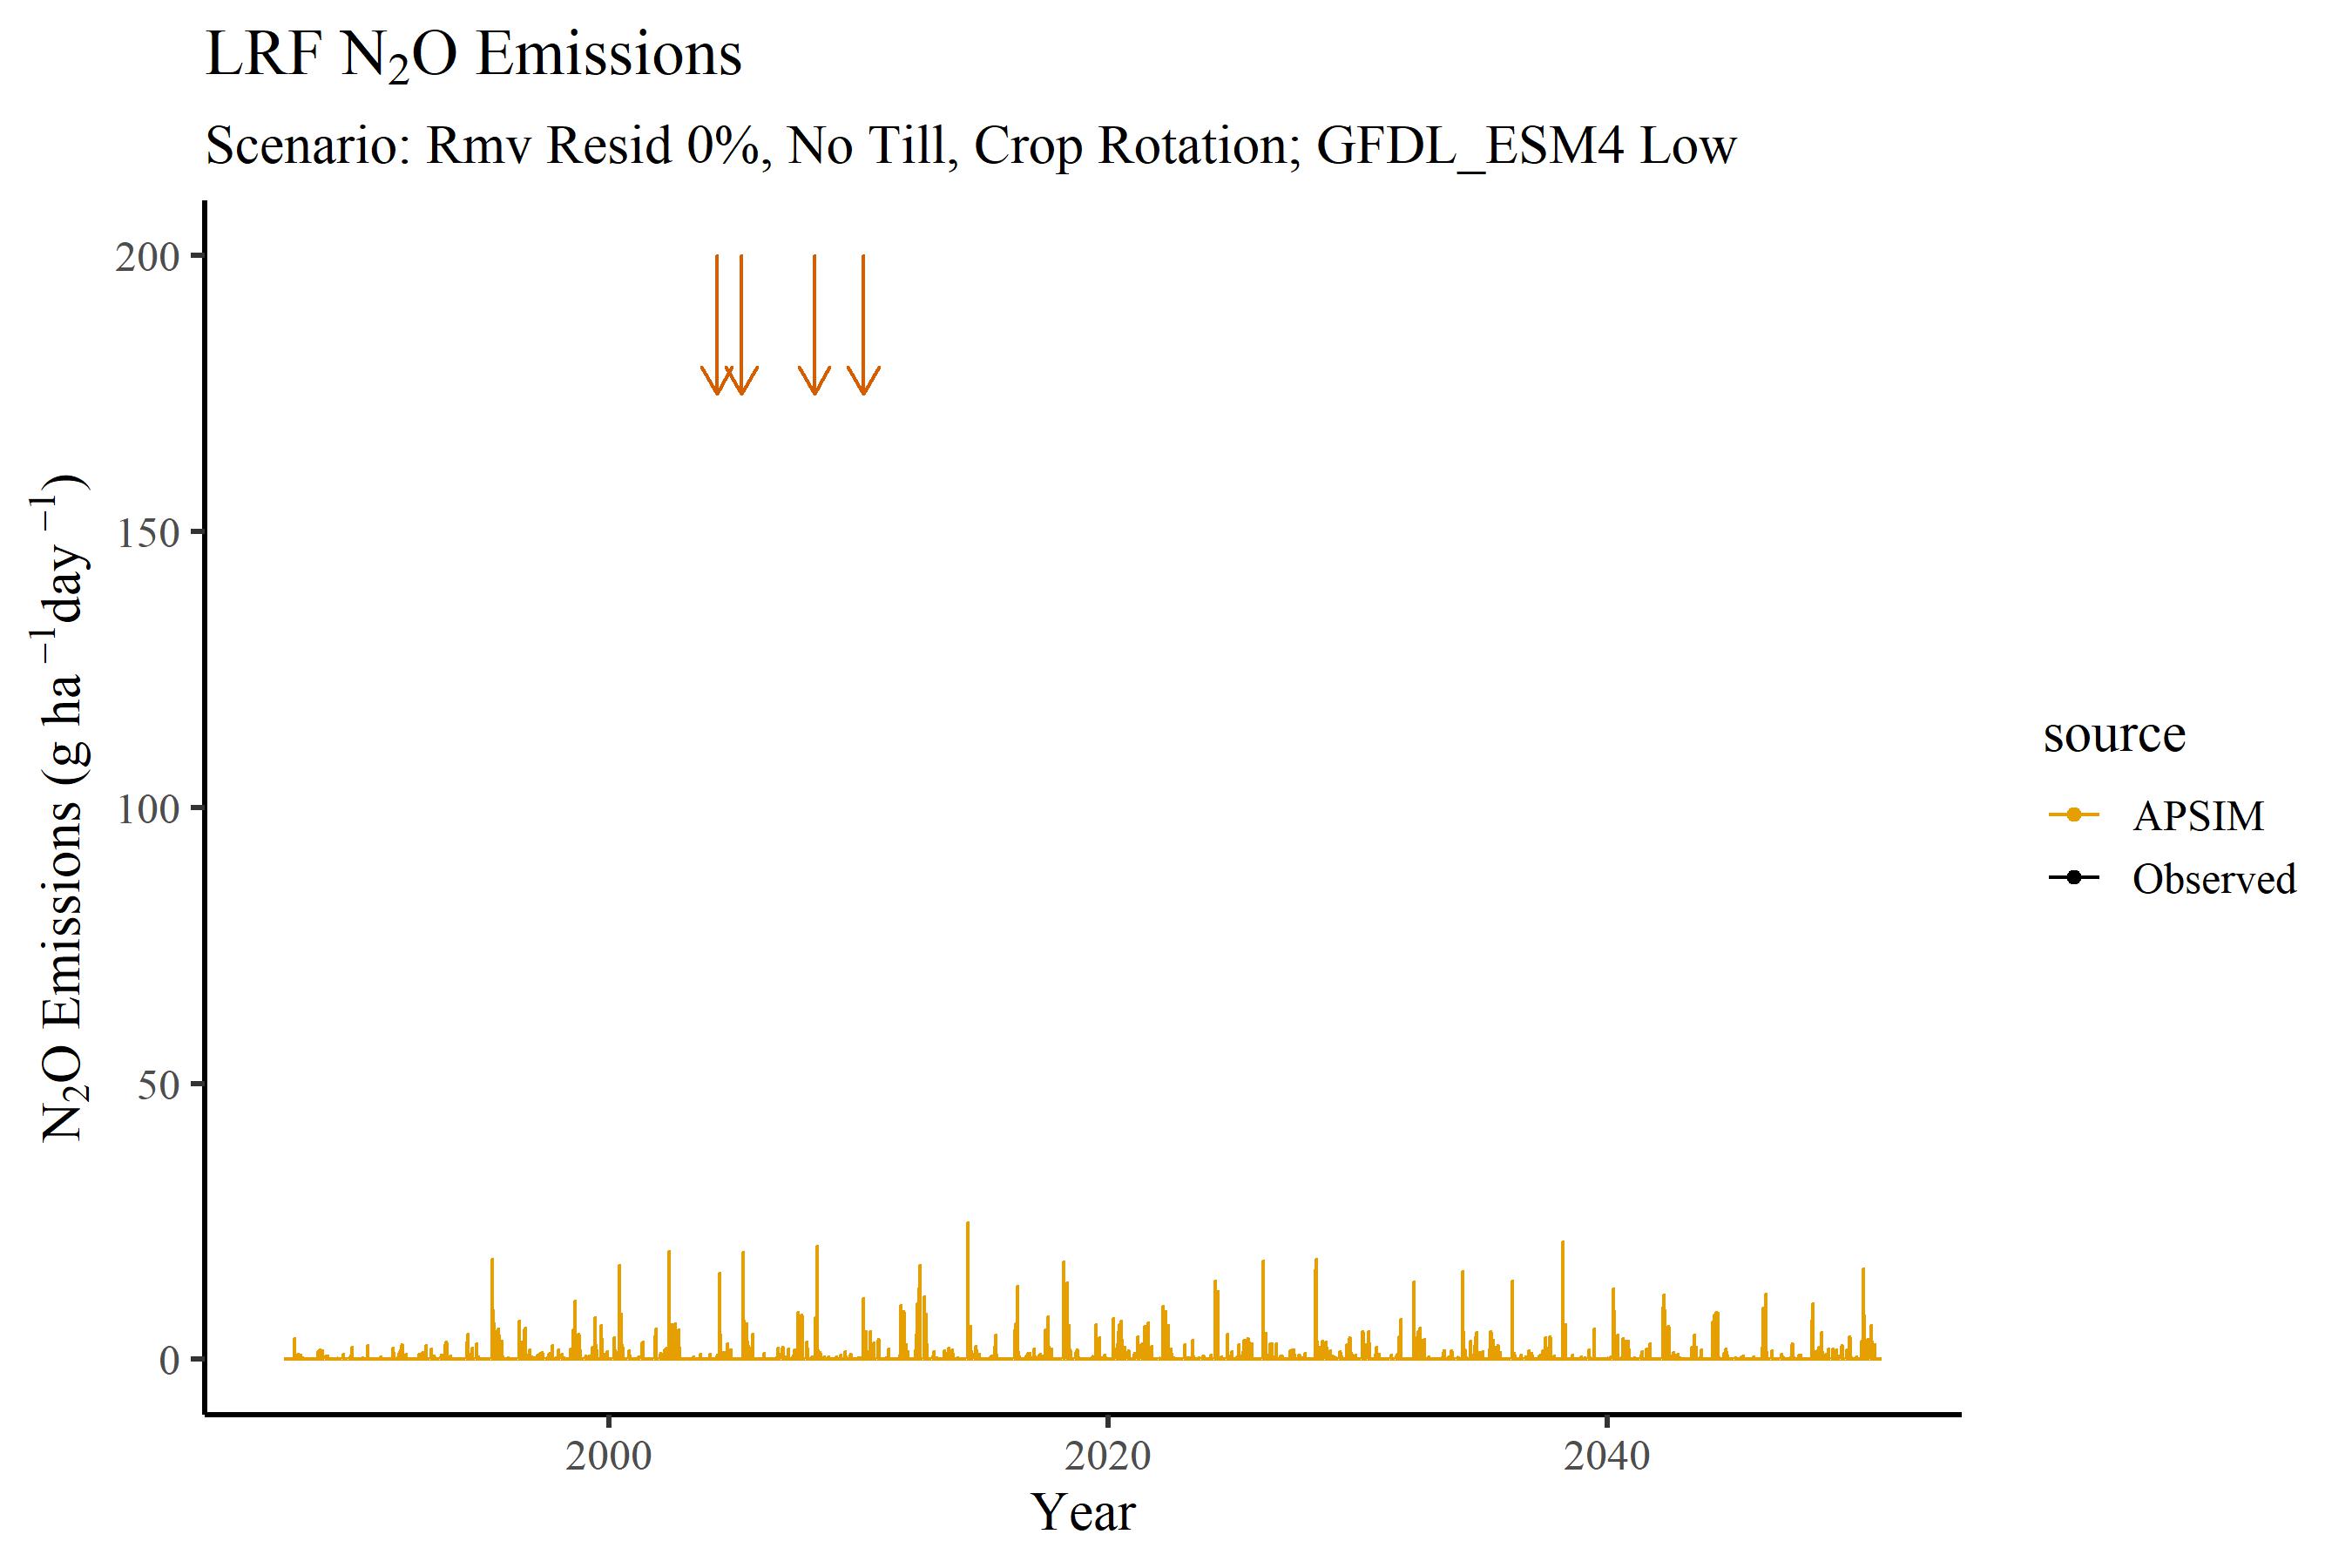 LRF N₂O Emissions
Scenario: Rmv Resid 0%, No Till, Crop Rotation; GFDL_ESM4 Low
N₂O Emissions (g ha ⁻¹day ⁻¹)
200
150
100
50
0
2000 2020 2040
Year
source
APSIM
Observed